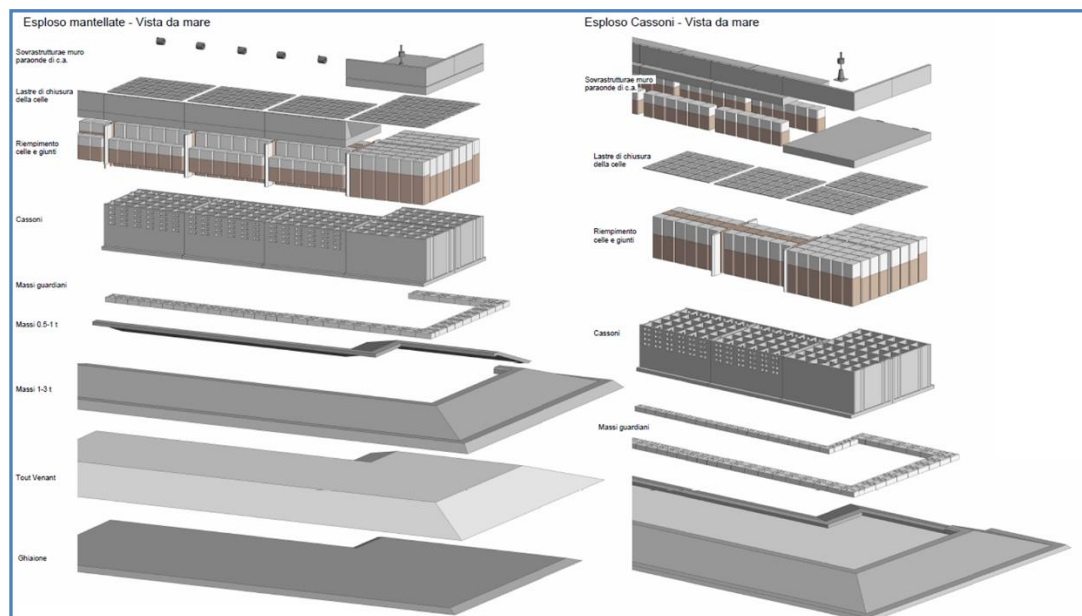 Esploso mantellate - Vista da mare
Sovrastrutturae muro
paraonde di c.a.
Lastre di chiusura
della celle
Riempimento
celle e giunti
Cassoni
Massi guardiani
Massi 0.5-1 t
Massi 1-3 t
Tout Venant
Ghiaione
Esploso Cassoni - Vista da mare
Sovrastrutturae muro
paraonde di c.a.
Lastre di chiusura
della celle
Riempimento
celle e giunti
Cassoni
Massi guardiani